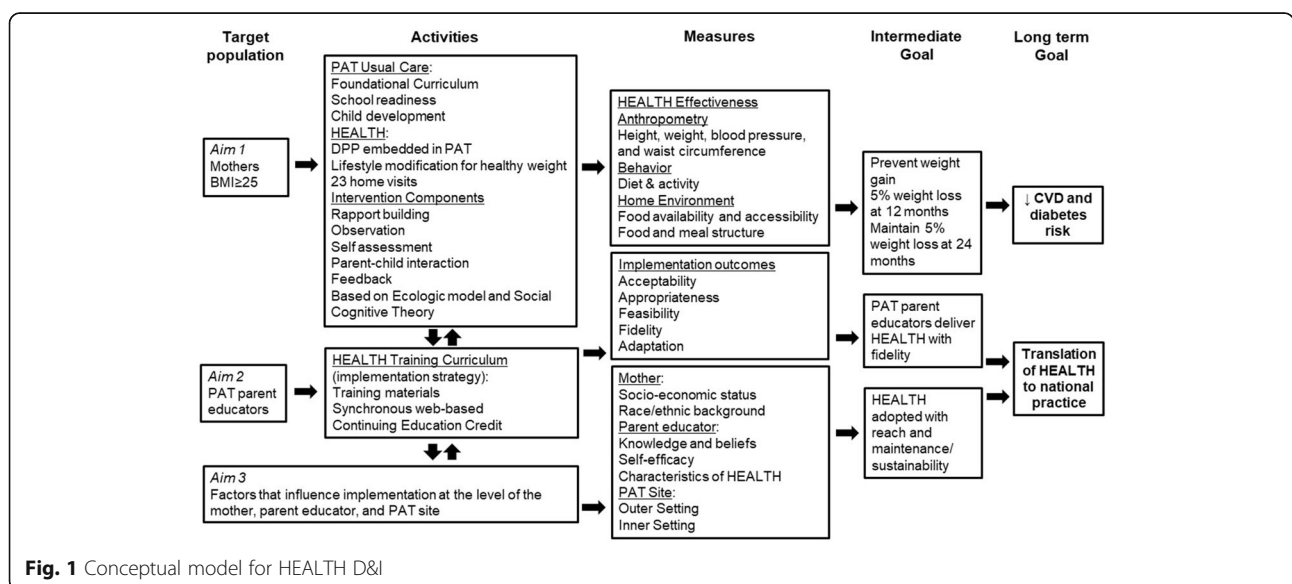 Target population
Activities
Measures
Intermediate Goal
Long term Goal
Aim 1
Mothers
BMI≥25
PAT Usual Care:
Foundational Curriculum
School readiness
Child development
HEALTH:
DPP embedded in PAT
Lifestyle modification for healthy weight
23 home visits
Intervention Components
Rapport building
Observation
Self assessment
Parent-child interaction
Feedback
Based on Ecologic model and Social
Cognitive Theory
HEALTH Effectiveness
Anthropometry
Height, weight, blood pressure,
and waist circumference
Behavior
Diet & activity
Home Environment
Food availability and accessibility
Food and meal structure
Prevent weight
gain
5% weight loss
at 12 months
Maintain 5%
weight loss at 24
months
↓ CVD and
diabetes
risk
Aim 2
PAT parent
educators
HEALTH Training Curriculum
(implementation strategy):
Training materials
Synchronous web-based
Continuing Education Credit
Implementation outcomes
Acceptability
Appropriateness
Feasibility
Fidelity
Adaptation
PAT parent
educators deliver
HEALTH with
fidelity
Translation
of HEALTH
to national
practice
Aim 3
Factors that influence implementation at the level of the
mother, parent educator, and PAT site
Mother:
Socio-economic status
Race/ethnic background
Parent educator:
Knowledge and beliefs
Self-efficacy
Characteristics of HEALTH
PAT Site:
Outer Setting
Inner Setting
HEALTH
adopted with
reach and
maintenance/
sustainability
Fig. 1 Conceptual model for HEALTH D&I